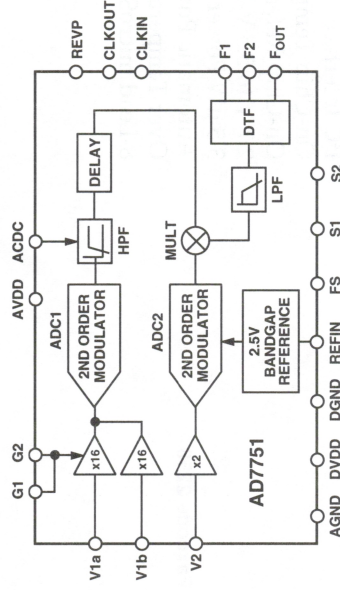 G1
G2
AVDD
ACDC
REVP
CLKOUT
CLKIN
ADC1
2ND ORDER
MODULATOR
HPF
DELAY
x16
x16
V1a
V1b
V2
x2
ADC2
2ND ORDER
MODULATOR
MULT
LPF
DTF
F1
F2
FOUT
2.5V
BANDGAP
REFERENCE
AD7751
AGND
DVDD
DGND
REFIN
FS
S1
S2